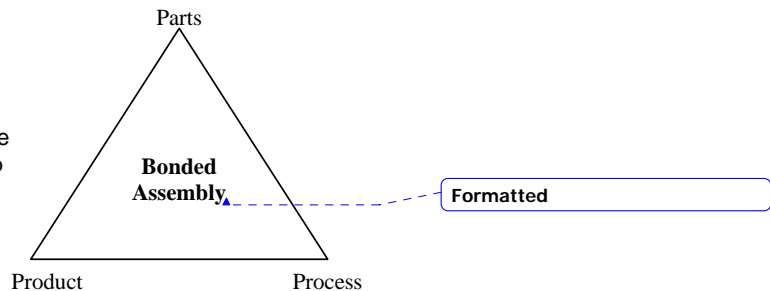 Parts
Bonded
Assembly
Formatted
Product Process